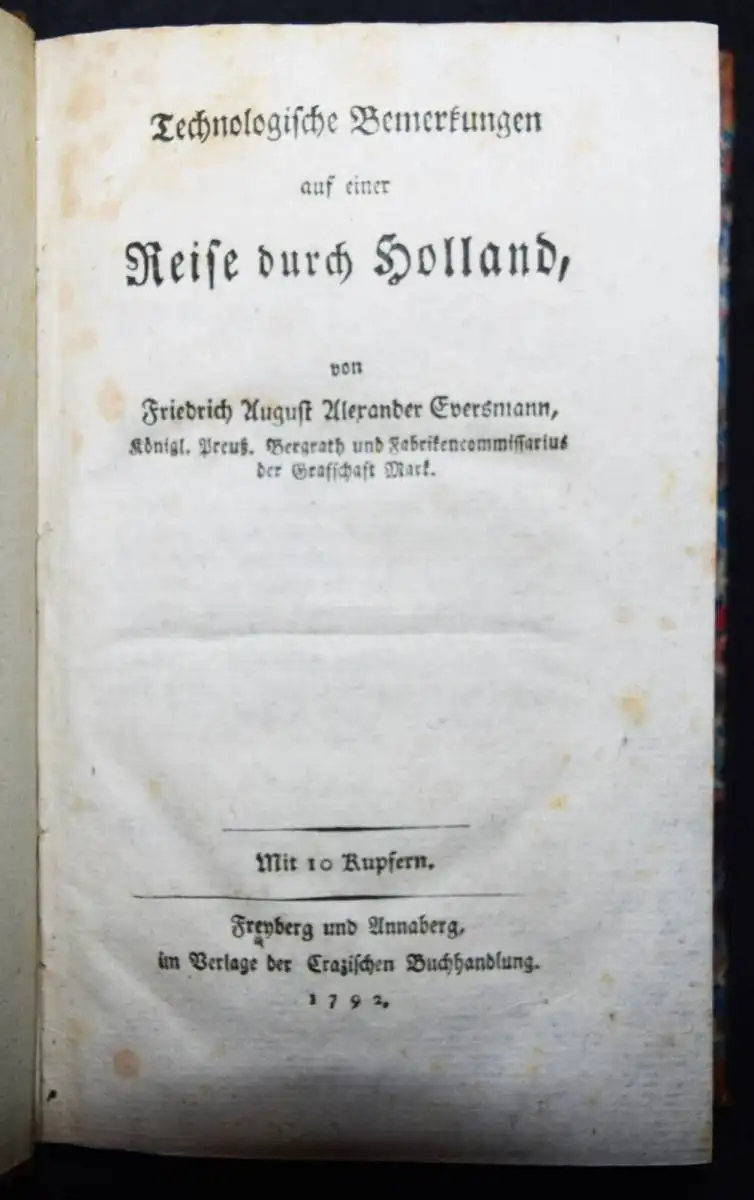 Technologische Bemerkungen
auf einer
Reise durch Holland,
von
Friedrich August Alexander Eversmann,
Königl. Preuß. Bergrath und Fabrikencommissarius
der Grafschaft Mark.
Mit 10 Kupfern.
Freyberg und Annaberg,
im Verlage der Crazischen Buchhandlung.
1792.